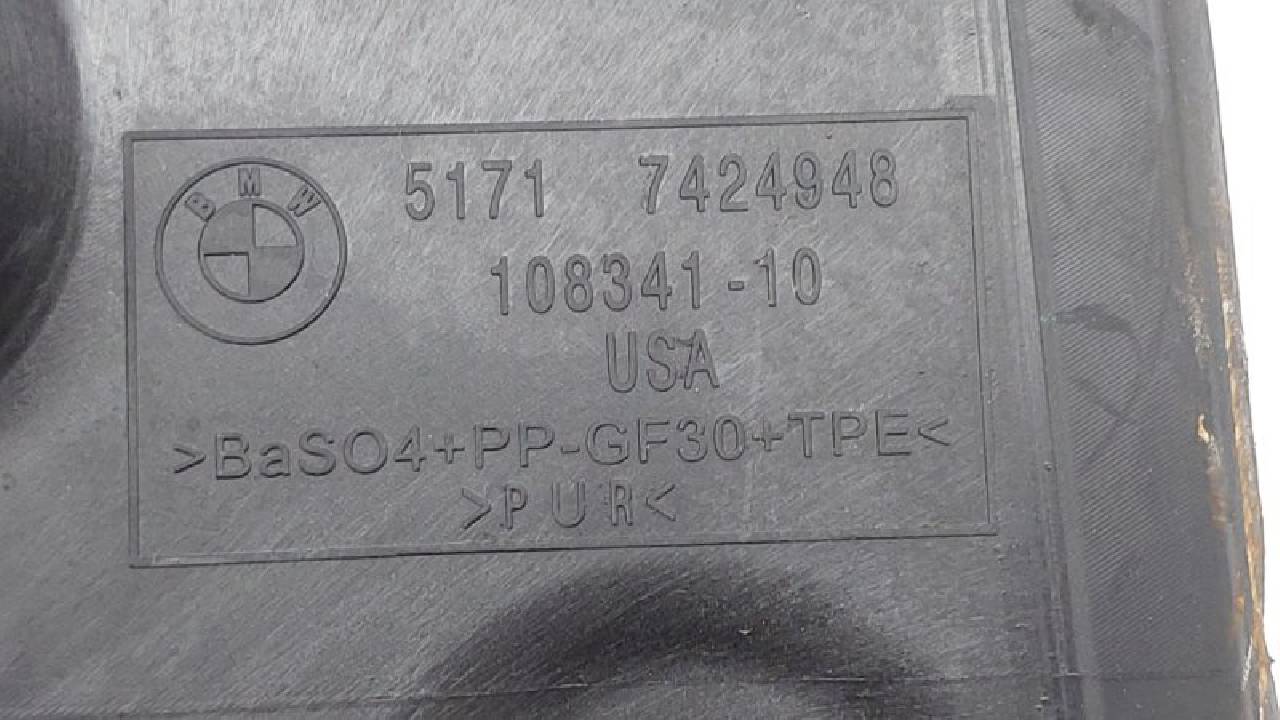 BMW
5171 7424948
108341-10
USA
>BaSO4+PP-GF30+TPE<
>PUR<